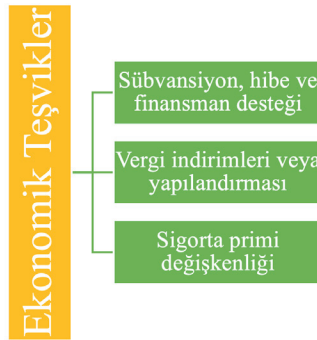 Ekonomik Teşvikler
Sübvansiyon, hibe ve
finansman desteği
Vergi indirimleri veya
yapılandırması
Sigorta primi
değişkenliği